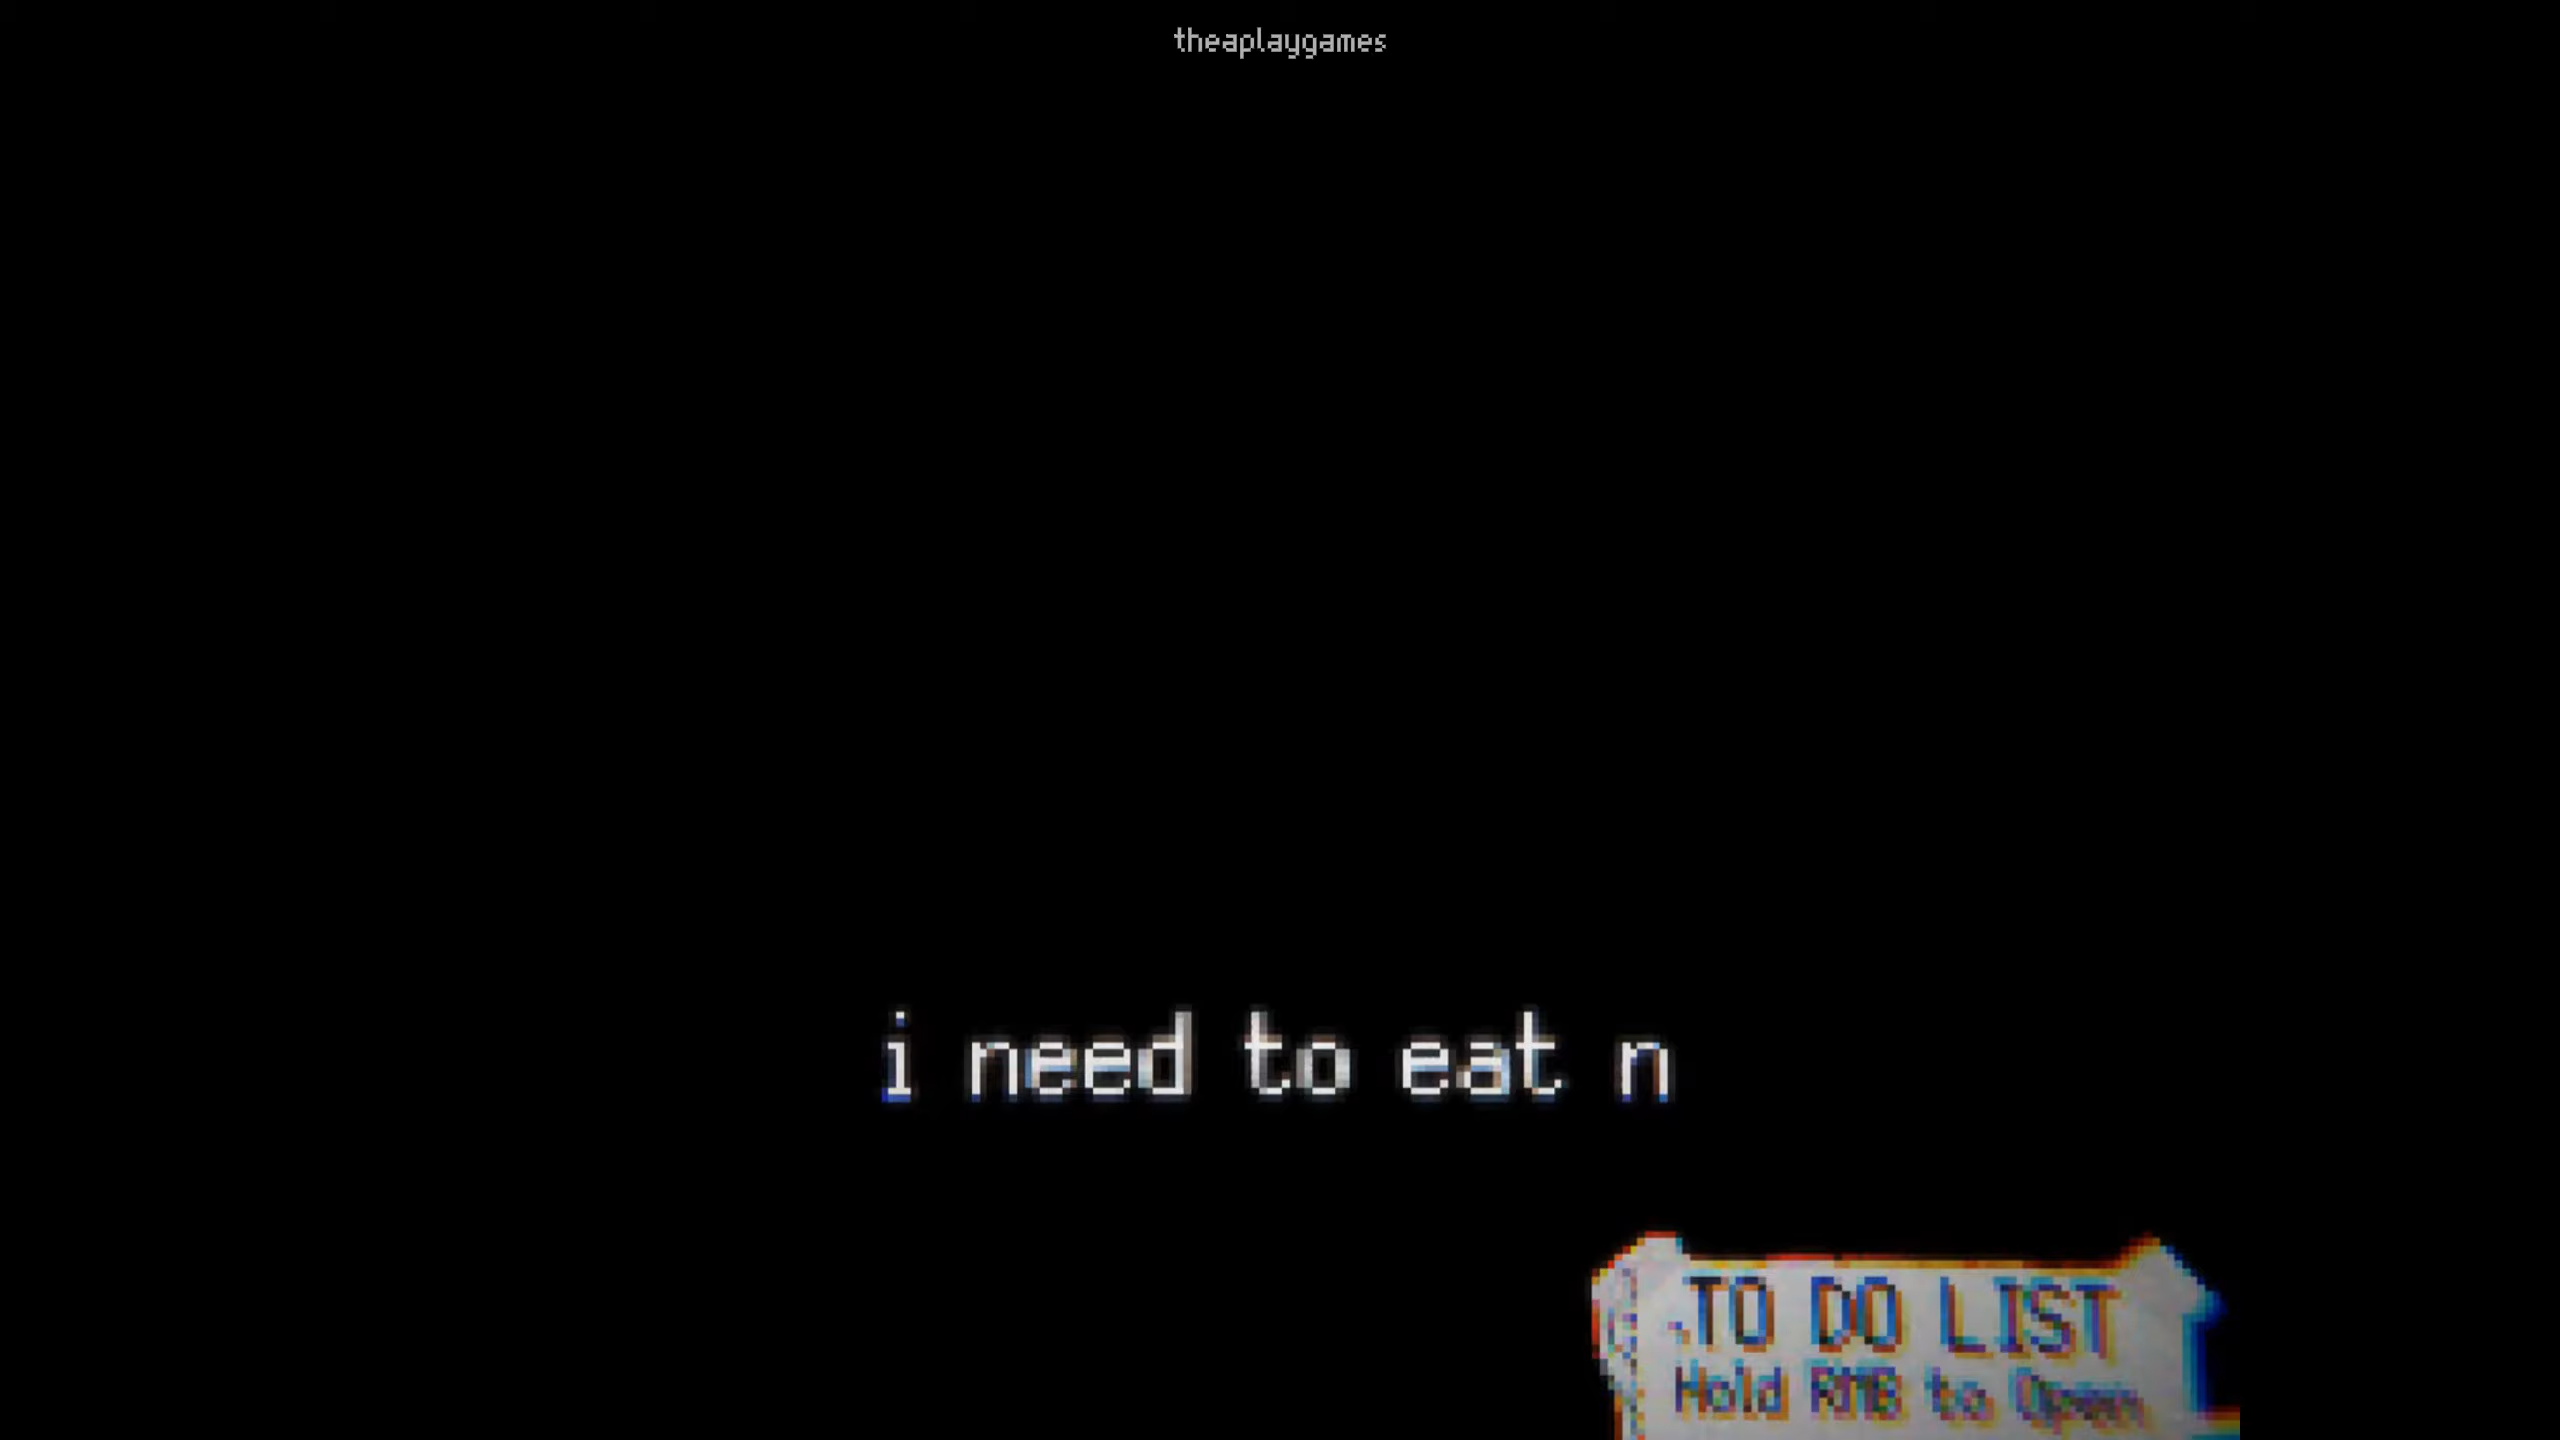 theaplaygames
i need to eat n
TO DO LIST
Hold RMB to Open